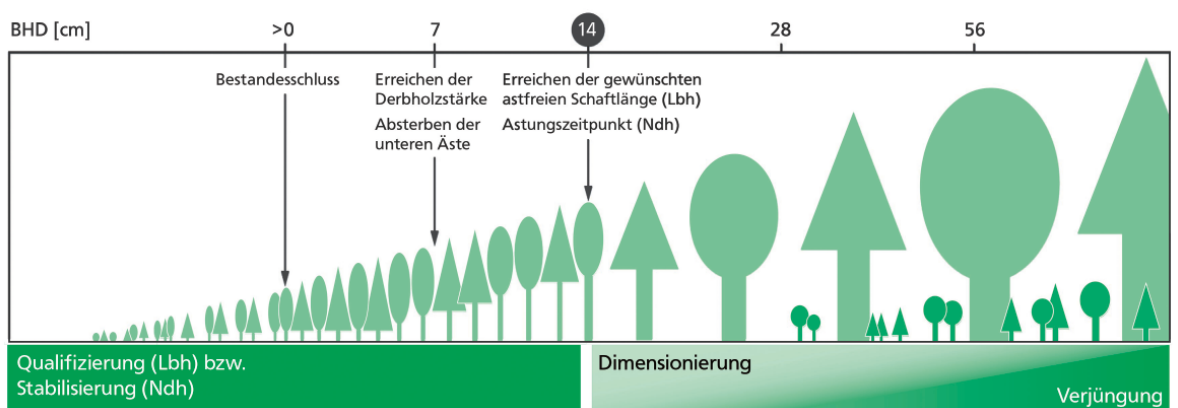 BHD [cm] >0 7 14 28 56
Bestandesschluss
Erreichen der
Derbholzstärke
Absterben der
unteren Äste
Erreichen der gewünschten
astfreien Schaftlänge (Lbh)
Astungszeitpunkt (Ndh)
Qualifizierung (Lbh) bzw.
Stabilisierung (Ndh)
Dimensionierung
Verjüngung